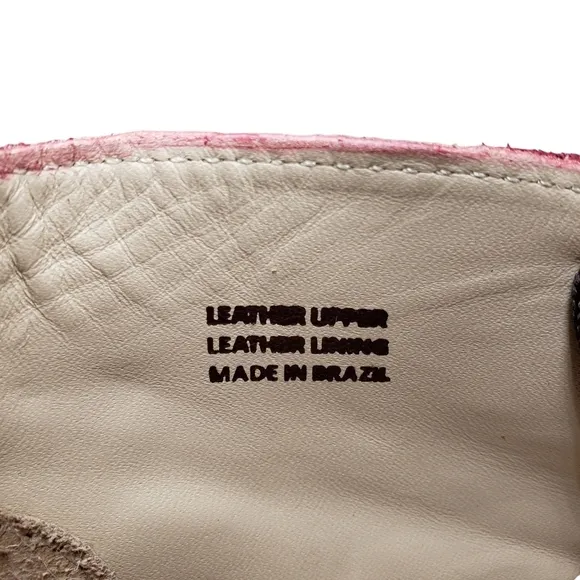 LEATHER UPPER
LEATHER LINING
MADE IN BRAZIL